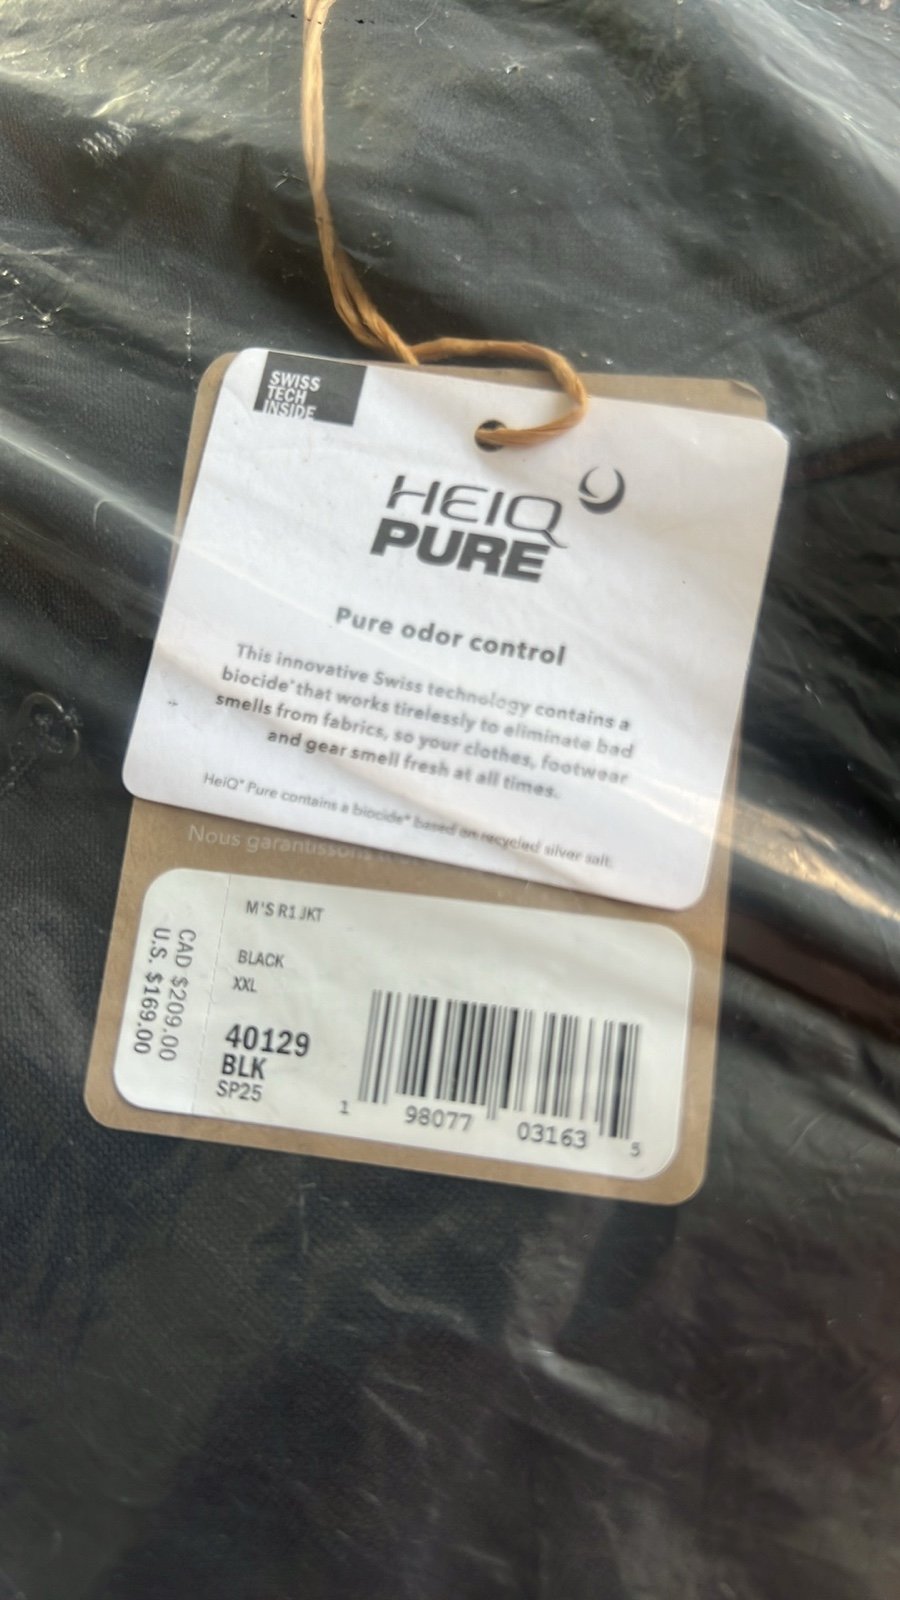 SWISS
TECH
INSIDE
HEIQ
PURE
Pure odor control
This innovative Swiss technology contains a
biocide* that works tirelessly to eliminate bad
smells from fabrics, so your clothes, footwear
and gear smell fresh at all times.
HeiQ® Pure contains a biocide* based on recycled silver salt.
Nous garantissons
M'S R1 JKT
BLACK
XXL
40129
BLK
SP25
CAD $209.00
U.S. $169.00
1 98077 03163 5